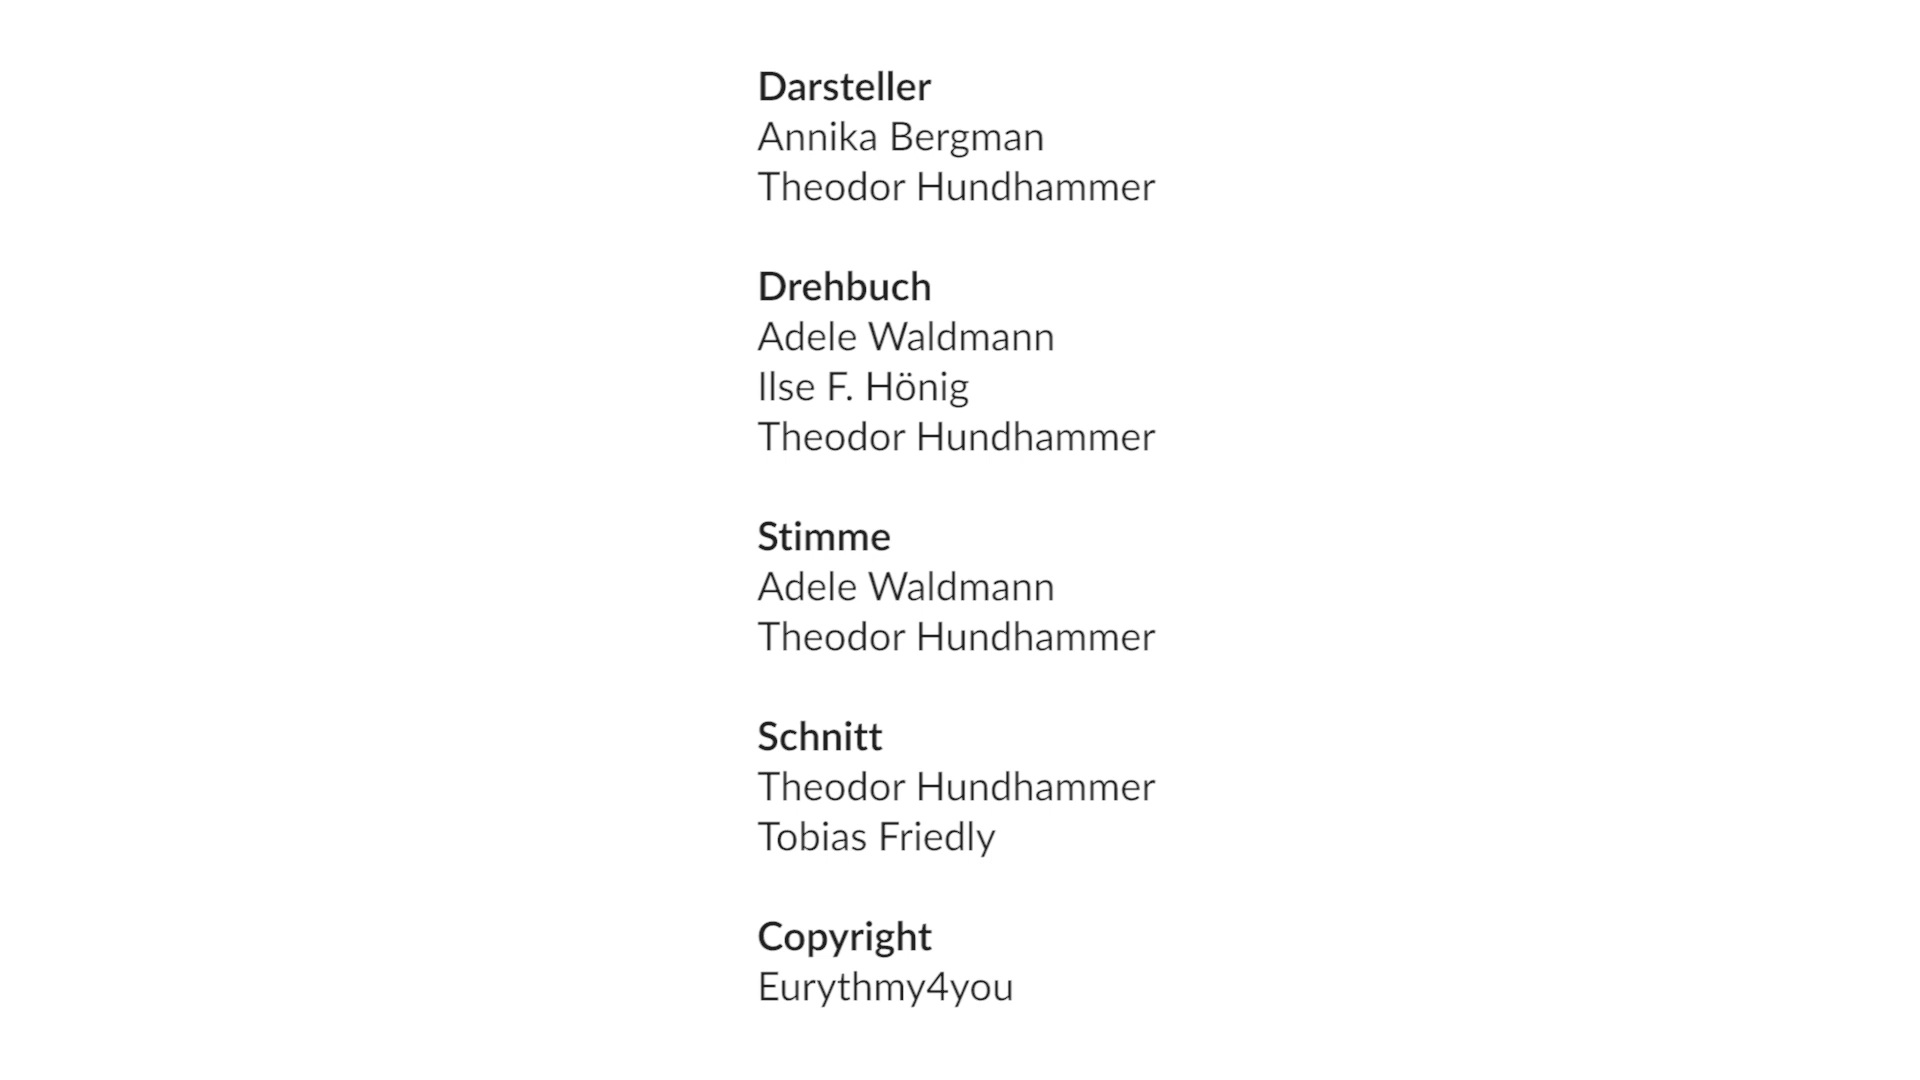 Darsteller
Annika Bergman
Theodor Hundhammer
Drehbuch
Adele Waldmann
Ilse F. Hönig
Theodor Hundhammer
Stimme
Adele Waldmann
Theodor Hundhammer
Schnitt
Theodor Hundhammer
Tobias Friedly
Copyright
Eurythmy4you